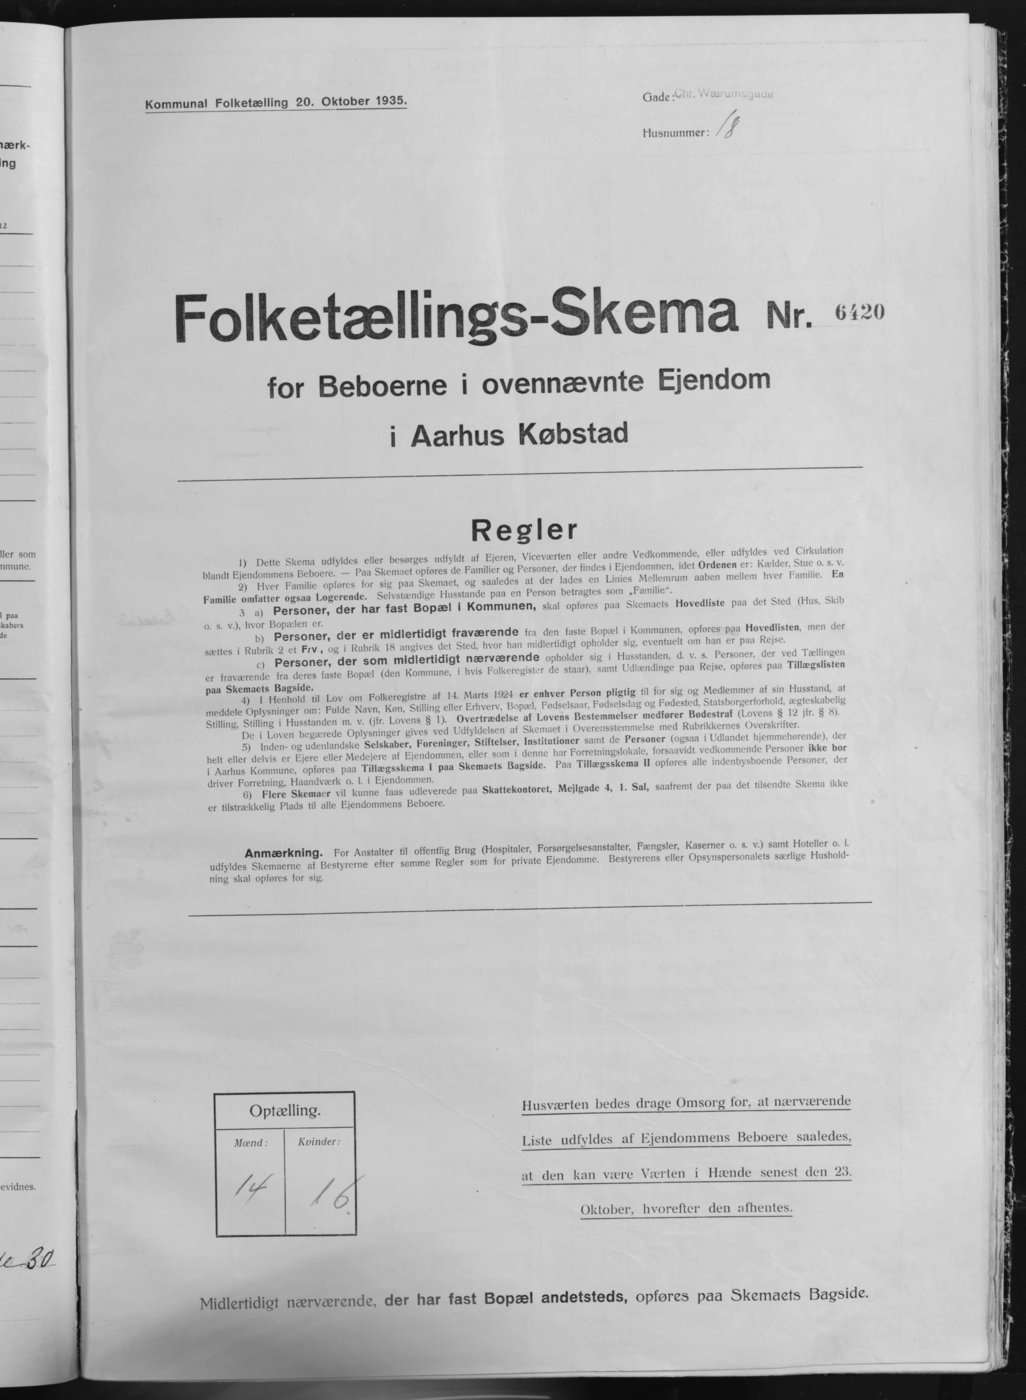 Kommunal Folketælling 20. Oktober 1935.
Gade: Chr. Wærumsgade
Husnummer: 18
Folketællings-Skema Nr. 6420
for Beboerne i ovennævnte Ejendom
i Aarhus Købstad
Regler
1) Dette Skema udfyldes eller besørges udfyldt af Ejeren, Viceværten eller andre Vedkommende, eller udfyldes ved Cirkulation
blandt Ejendommens Beboere. — Paa Skemaet opføres de Familier og Personer, der findes i Ejendommen, idet Ordenen er: Kælder, Stue o. s. v.
2) Hver Familie opføres for sig paa Skemaet, og saaledes at der lades en Linies Mellemrum aaben mellem hver Familie. En
Familie omfatter ogsaa Logerende. Selvstændige Husstande paa en Person betragtes som „Familie“.
3 a) Personer, der har fast Bopæl i Kommunen, skal opføres paa Skemaets Hovedliste paa det Sted (Hus, Skib
o. s. v.), hvor Bopælen er.
b) Personer, der er midlertidigt fraværende fra den faste Bopæl i Kommunen, opføres paa Hovedlisten, men der
sættes i Rubrik 2 et Frv, og i Rubrik 18 angives det Sted, hvor han midlertidigt opholder sig, eventuelt om han er paa Rejse.
c) Personer, der som midlertidigt nærværende opholder sig i Husstanden, d. v. s. Personer, der ved Tællingen
er fraværende fra deres faste Bopæl (den Kommune, i hvis Folkeregister de staar), samt Udlændinge paa Rejse, opføres paa Tillægslisten
paa Skemaets Bagside.
4) I Henhold til Lov om Folkeregistre af 14. Marts 1924 er enhver Person pligtig til for sig og Medlemmer af sin Husstand, at
meddele Oplysninger om: Fulde Navn, Køn, Stilling eller Erhverv, Bopæl, Fødselsaar, Fødselsdag og Fødested, Statsborgerforhold, ægteskabelig
Stilling, Stilling i Husstanden m. v. (jfr. Lovens § 1). Overtrædelse af Lovens Bestemmelser medfører Bødestraf (Lovens § 12 jfr. § 8).
De i Loven begærede Oplysninger gives ved Udfyldelsen af Skemaet i Overensstemmelse med Rubrikkernes Overskrifter.
5) Inden- og udenlandske Selskaber, Foreninger, Stiftelser, Institutioner samt de Personer (ogsaa i Udlandet hjemmehørende), der
helt eller delvis er Ejere eller Medejere af Ejendommen, eller som i denne har Forretningslokale, forsaavidt vedkommende Personer ikke bor
i Aarhus Kommune, opføres paa Tillægsskema I paa Skemaets Bagside. Paa Tillægsskema II opføres alle indenbysboende Personer, der
driver Forretning, Haandværk o. l. i Ejendommen.
6) Flere Skemaer vil kunne faas udleverede paa Skattekontoret, Mejlgade 4, 1. Sal, saafremt der paa det tilsendte Skema ikke
er tilstrækkelig Plads til alle Ejendommens Beboere.
Anmærkning. For Anstalter til offentlig Brug (Hospitaler, Forsørgelsesanstalter, Fængsler, Kaserner o. s. v.) samt Hoteller o. l.
udfyldes Skemaerne af Bestyrerne efter samme Regler som for private Ejendomme. Bestyrerens eller Opsynspersonalets særlige Hushold-
ning skal opføres for sig.
Optælling.
Mænd: Kvinder:
14 16
Husværten bedes drage Omsorg for, at nærværende
Liste udfyldes af Ejendommens Beboere saaledes,
at den kan være Værten i Hænde senest den 23.
Oktober, hvorefter den afhentes.
Midlertidigt nærværende, der har fast Bopæl andetsteds, opføres paa Skemaets Bagside.
ærk-
ing
12
ller som
nmune.
l paa
skabers
de
evidnes.
30